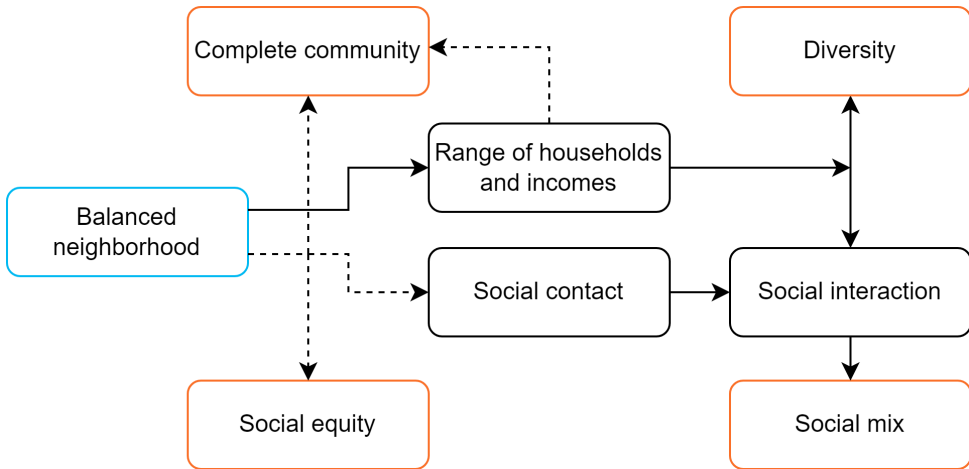 Complete community
Diversity
Range of households
and incomes
Balanced
neighborhood
Social contact
Social interaction
Social equity
Social mix